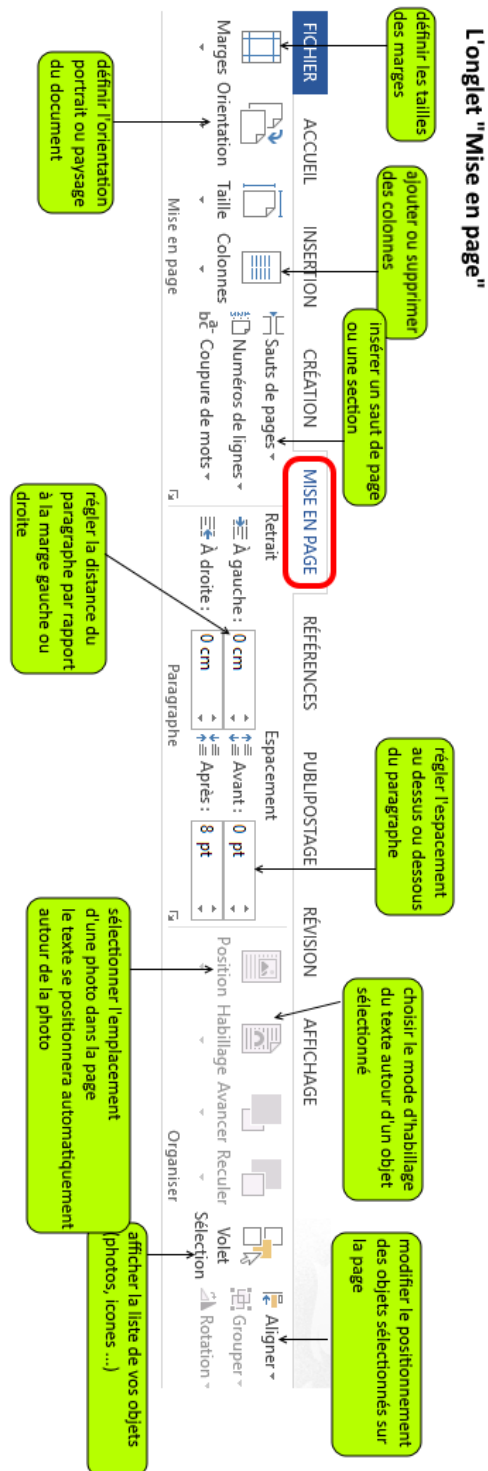 L'onglet "Mise en page"
définir les tailles
des marges
ajouter ou supprimer
des colonnes
insérer un saut de page
ou une section
régler l'espacement
au dessus ou dessous
du paragraphe
choisir le mode d'habillage
du texte autour d'un objet
sélectionné
modifier le positionnement
des objets sélectionnés sur
la page
FICHIER ACCUEIL INSERTION CRÉATION MISE EN PAGE RÉFÉRENCES PUBLIPOSTAGE RÉVISION AFFICHAGE
Marges Orientation Taille Colonnes
Sauts de pages
Numéros de lignes
Coupure de mots
Mise en page
Retrait
À gauche : 0 cm
À droite : 0 cm
Espacement
Avant : 0 pt
Après : 8 pt
Paragraphe
Position Habillage Avancer Reculer
Volet
Sélection
Aligner
Grouper
Rotation
Organiser
définir l'orientation
portrait ou paysage
du document
régler la distance du
paragraphe par rapport
à la marge gauche ou
droite
sélectionner l'emplacement
d'une photo dans la page
le texte se positionnera automatiquement
autour de la photo
afficher la liste de vos objets
(photos, icones ...)